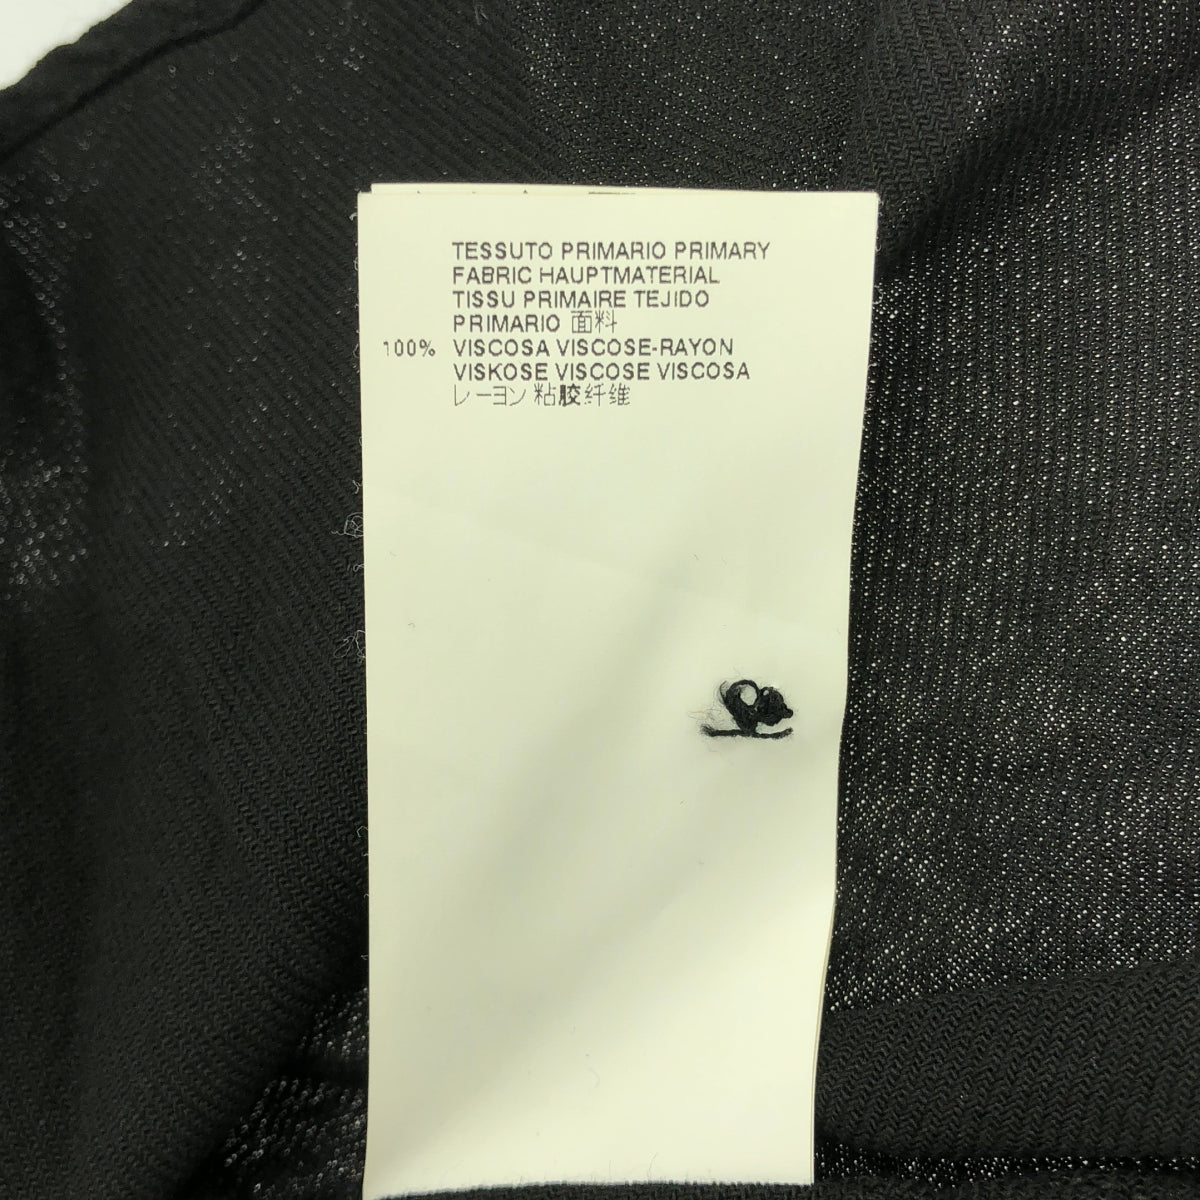 TESSUTO PRIMARIO PRIMARY
FABRIC HAUPTMATERIAL
TISSU PRIMAIRE TEJIDO
PRIMARIO 面料
100% VISCOSA VISCOSE-RAYON
VISKOSE VISCOSE VISCOSA
レーヨン 粘胶纤维